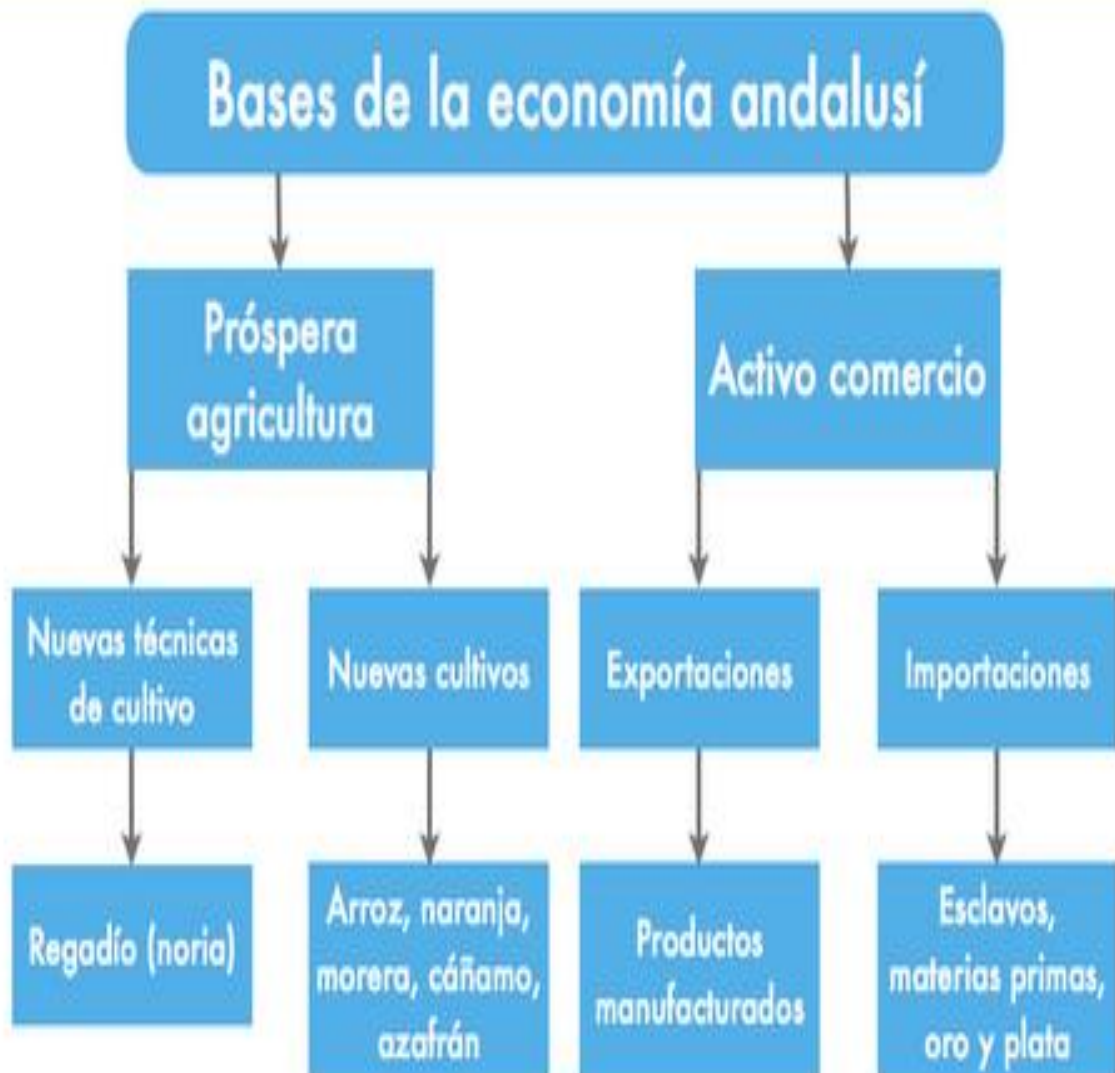 Bases de la economía andalusí
Próspera
agricultura
Activo comercio
Nuevas técnicas
de cultivo
Nuevas cultivos
Exportaciones
Importaciones
Regadío (noria)
Arroz, naranja,
morera, cáñamo,
azafrán
Productos
manufacturados
Esclavos,
materias primas,
oro y plata